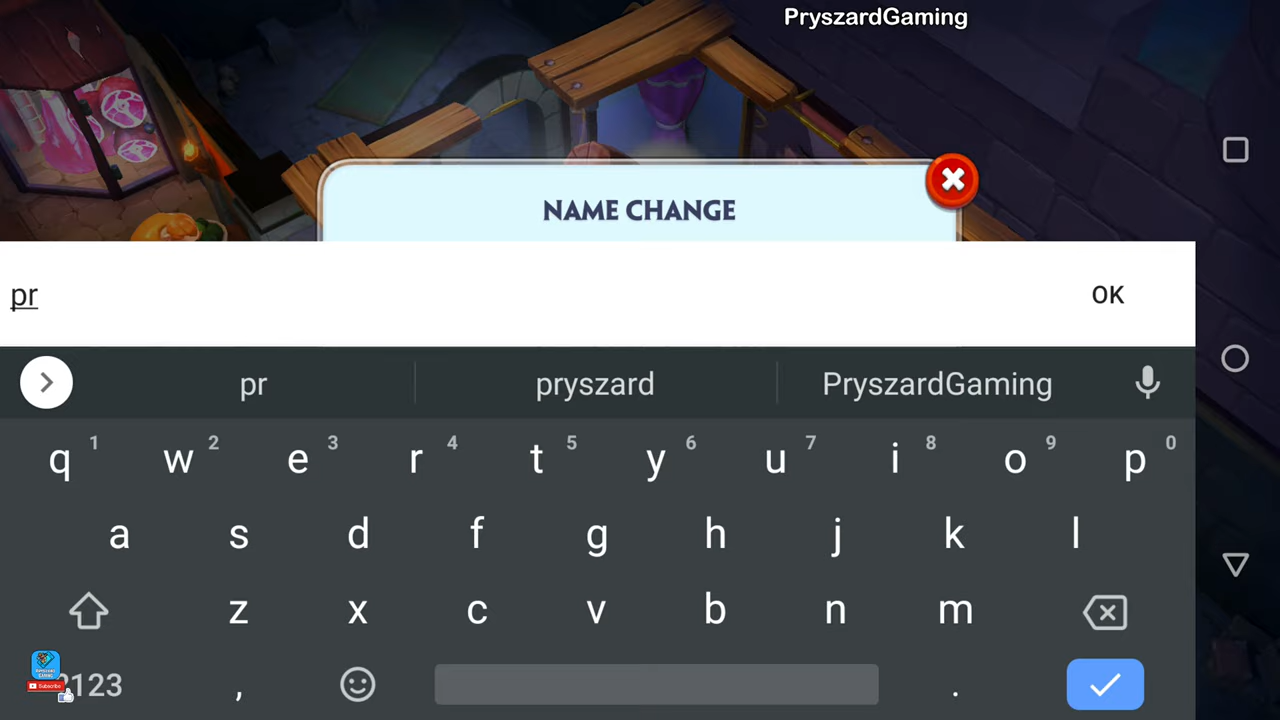 PryszardGaming
NAME CHANGE
pr
OK
pr pryszard PryszardGaming
q 1 w 2 e 3 r 4 t 5 y 6 u 7 i 8 o 9 p 0
a s d f g h j k l
z x c v b n m
123 , .
Subscribe